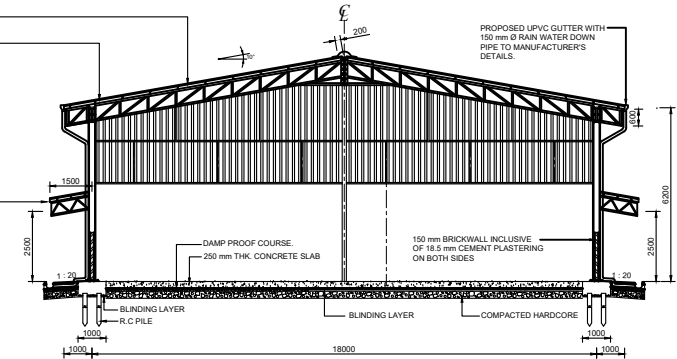 ℄
200
10°
PROPOSED UPVC GUTTER WITH
150 mm Ø RAIN WATER DOWN
PIPE TO MANUFACTURER'S
DETAILS.
600
1500
6200
2500
2500
DAMP PROOF COURSE.
250 mm THK. CONCRETE SLAB
150 mm BRICKWALL INCLUSIVE
OF 18.5 mm CEMENT PLASTERING
ON BOTH SIDES
1 : 20
1 : 20
BLINDING LAYER
R.C PILE
BLINDING LAYER
COMPACTED HARDCORE
1000
1000
1000
18000
1000